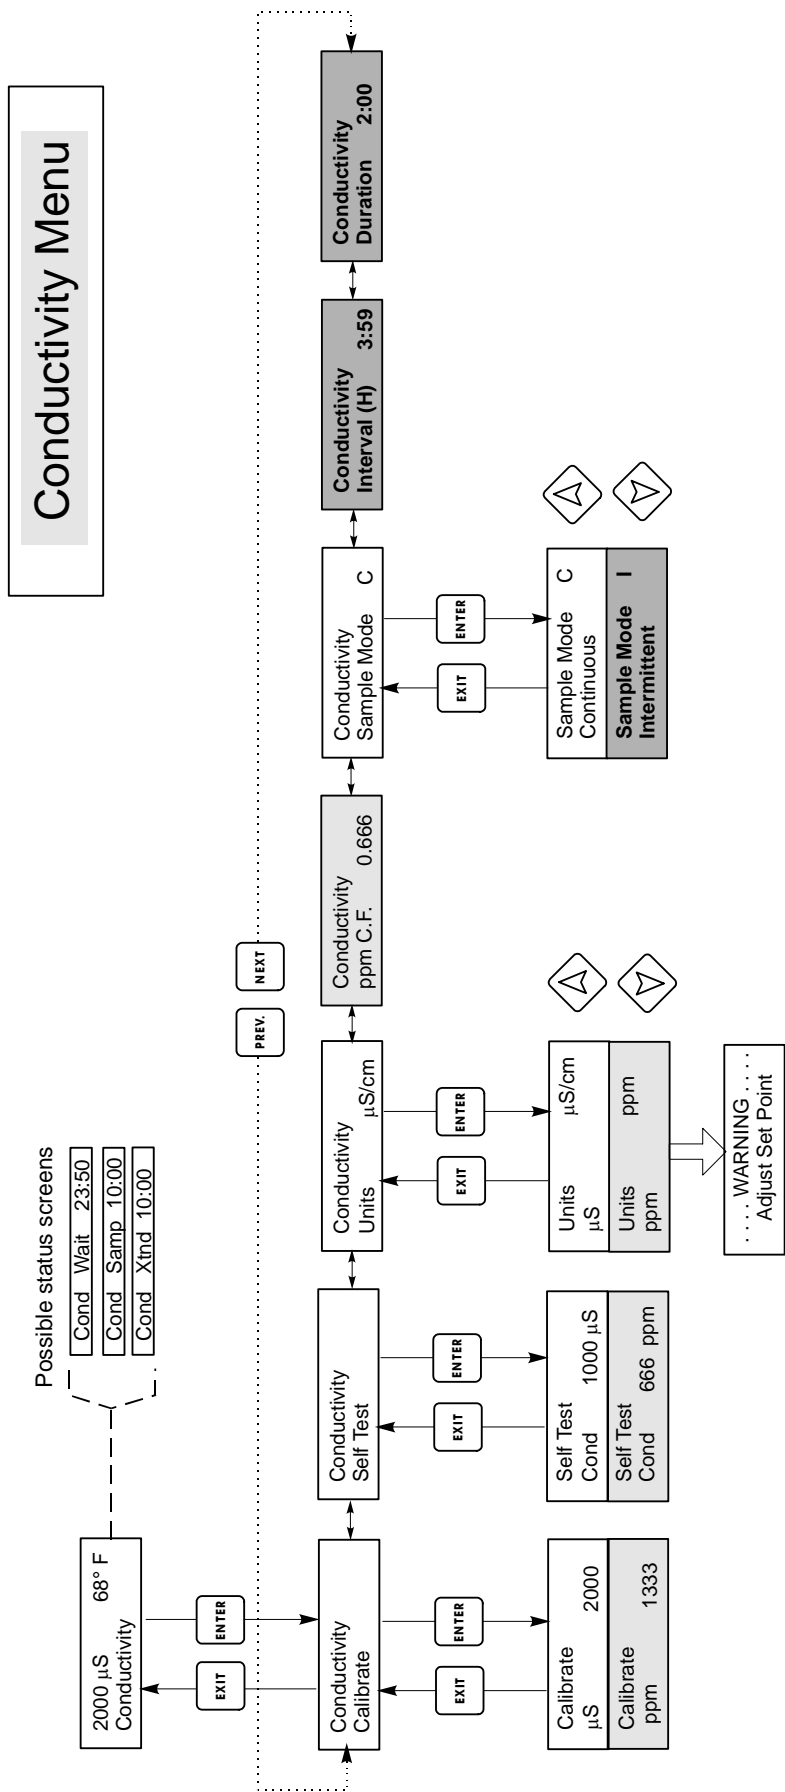 Conductivity Menu
Possible status screens
Cond Wait 23:50
Cond Samp 10:00
Cond Xtnd 10:00
2000 µS 68° F
Conductivity
EXIT
ENTER
PREV.
NEXT
Conductivity
Calibrate
Conductivity
Self Test
Conductivity
Units µS/cm
Conductivity
ppm C.F. 0.666
Conductivity
Sample Mode C
Conductivity
Interval (H) 3:59
Conductivity
Duration 2:00
EXIT
ENTER
EXIT
ENTER
EXIT
ENTER
EXIT
ENTER
Calibrate
µS 2000
Calibrate
ppm 1333
Self Test
Cond 1000 µS
Self Test
Cond 666 ppm
Units µS/cm
µS
Units ppm
ppm
Sample Mode C
Continuous
Sample Mode I
Intermittent
. . . . WARNING . . . .
Adjust Set Point